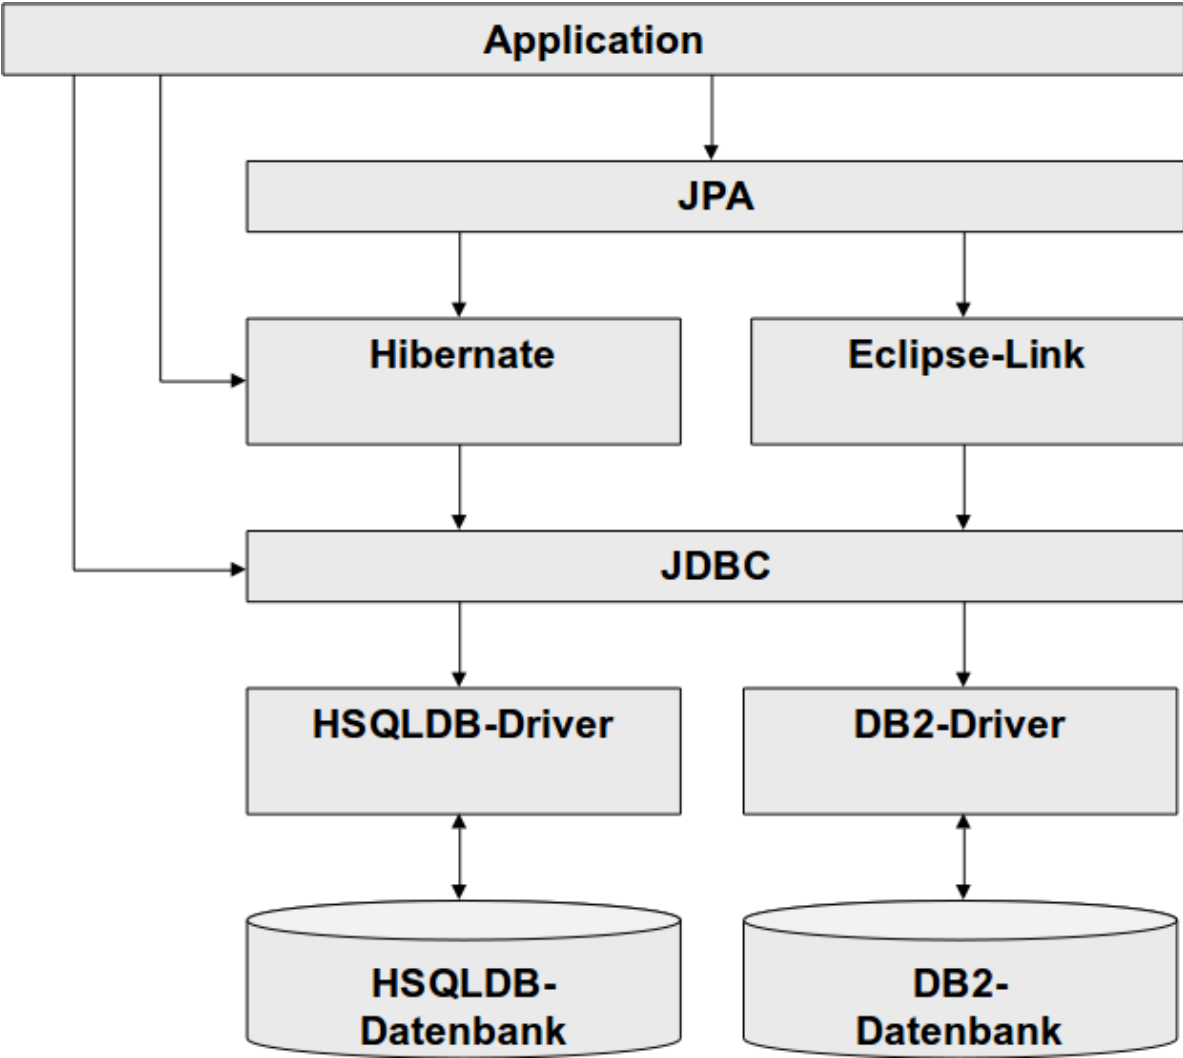 Application
JPA
Hibernate
Eclipse-Link
JDBC
HSQLDB-Driver
DB2-Driver
HSQLDB-
Datenbank
DB2-
Datenbank